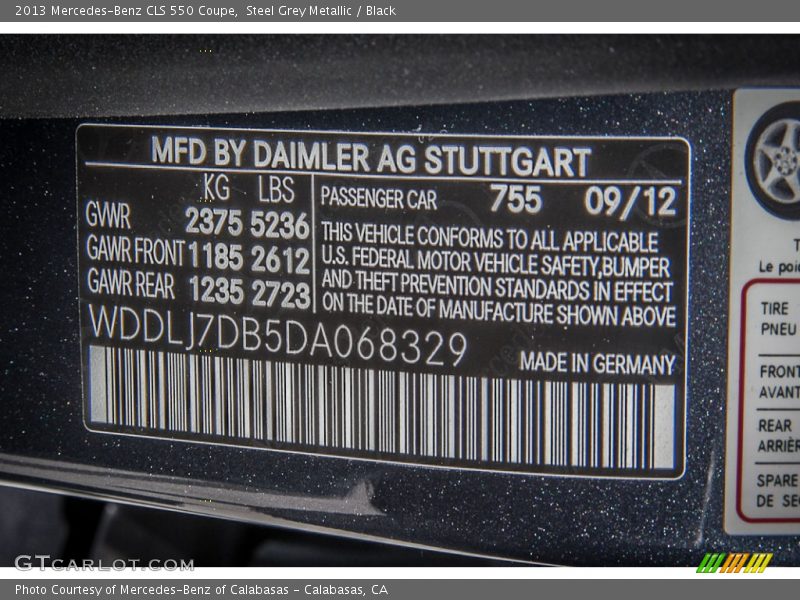 2013 Mercedes-Benz CLS 550 Coupe, Steel Grey Metallic / Black
MFD BY DAIMLER AG STUTTGART
KG LBS
GVWR 2375 5236
GAWR FRONT 1185 2612
GAWR REAR 1235 2723
PASSENGER CAR 755 09/12
THIS VEHICLE CONFORMS TO ALL APPLICABLE
U.S. FEDERAL MOTOR VEHICLE SAFETY,BUMPER
AND THEFT PREVENTION STANDARDS IN EFFECT
ON THE DATE OF MANUFACTURE SHOWN ABOVE
WDDLJ7DB5DA068329
MADE IN GERMANY
Le
TIRE
PNEU
FRONT
AVANT
REAR
SPARE
DE
GTCARLOT.COM
Photo Courtesy of Mercedes-Benz of Calabasas - Calabasas, CA